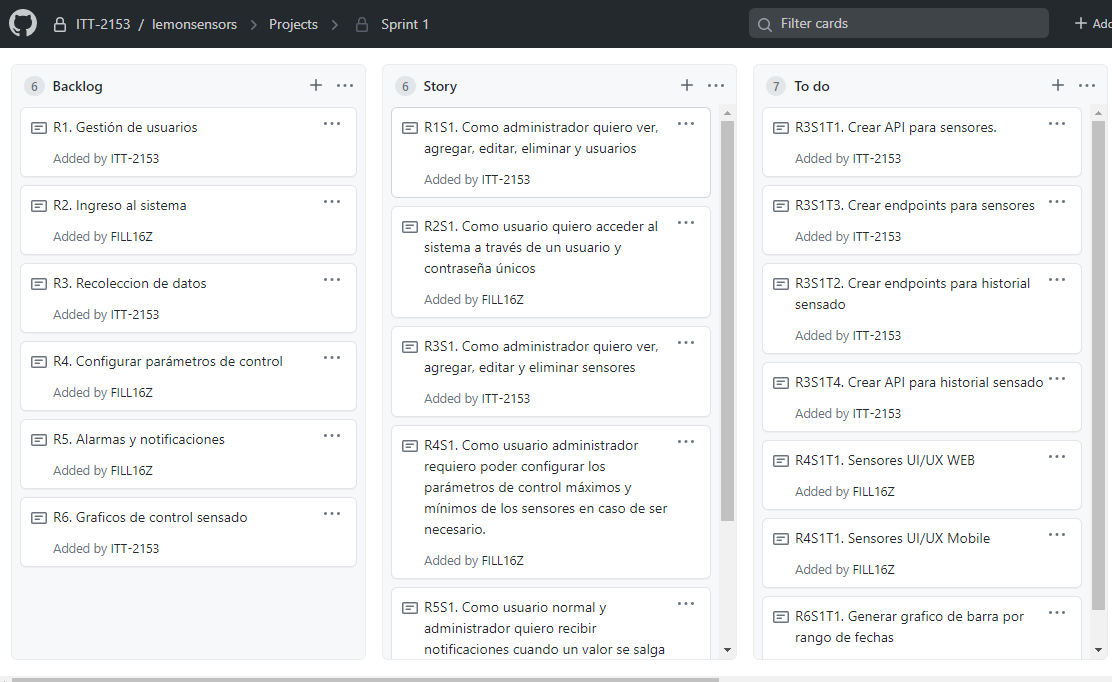 ITT-2153 / lemonsensors > Projects > Sprint 1
Filter cards
+ Add
6 Backlog
R1. Gestión de usuarios
Added by ITT-2153
R2. Ingreso al sistema
Added by FILL16Z
R3. Recoleccion de datos
Added by ITT-2153
R4. Configurar parámetros de control
Added by FILL16Z
R5. Alarmas y notificaciones
Added by FILL16Z
R6. Graficos de control sensado
Added by ITT-2153
6 Story
R1S1. Como administrador quiero ver,
agregar, editar, eliminar y usuarios
Added by ITT-2153
R2S1. Como usuario quiero acceder al
sistema a través de un usuario y
contraseña únicos
Added by FILL16Z
R3S1. Como administrador quiero ver,
agregar, editar y eliminar sensores
Added by ITT-2153
R4S1. Como usuario administrador
requiero poder configurar los
parámetros de control máximos y
mínimos de los sensores en caso de ser
necesario.
Added by FILL16Z
R5S1. Como usuario normal y
administrador quiero recibir
notificaciones cuando un valor se salga
7 To do
R3S1T1. Crear API para sensores.
Added by ITT-2153
R3S1T3. Crear endpoints para sensores
Added by ITT-2153
R3S1T2. Crear endpoints para historial
sensado
Added by ITT-2153
R3S1T4. Crear API para historial sensado
Added by ITT-2153
R4S1T1. Sensores UI/UX WEB
Added by FILL16Z
R4S1T1. Sensores UI/UX Mobile
Added by FILL16Z
R6S1T1. Generar grafico de barra por
rango de fechas